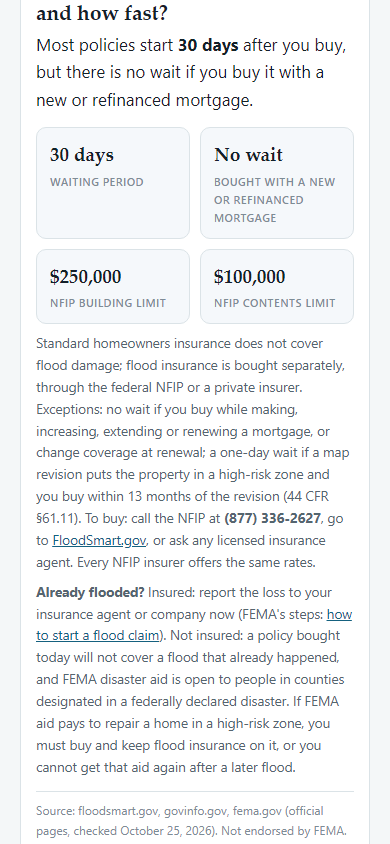 and how fast?
Most policies start 30 days after you buy,
but there is no wait if you buy it with a
new or refinanced mortgage.
30 days
WAITING PERIOD
No wait
BOUGHT WITH A NEW
OR REFINANCED
MORTGAGE
$250,000
NFIP BUILDING LIMIT
$100,000
NFIP CONTENTS LIMIT
Standard homeowners insurance does not cover
flood damage; flood insurance is bought separately,
through the federal NFIP or a private insurer.
Exceptions: no wait if you buy while making,
increasing, extending or renewing a mortgage, or
change coverage at renewal; a one-day wait if a map
revision puts the property in a high-risk zone and
you buy within 13 months of the revision (44 CFR
§61.11). To buy: call the NFIP at (877) 336-2627, go
to FloodSmart.gov, or ask any licensed insurance
agent. Every NFIP insurer offers the same rates.
Already flooded? Insured: report the loss to your
insurance agent or company now (FEMA's steps: how
to start a flood claim). Not insured: a policy bought
today will not cover a flood that already happened,
and FEMA disaster aid is open to people in counties
designated in a federally declared disaster. If FEMA
aid pays to repair a home in a high-risk zone, you
must buy and keep flood insurance on it, or you
cannot get that aid again after a later flood.
Source: floodsmart.gov, govinfo.gov, fema.gov (official
pages, checked October 25, 2026). Not endorsed by FEMA.